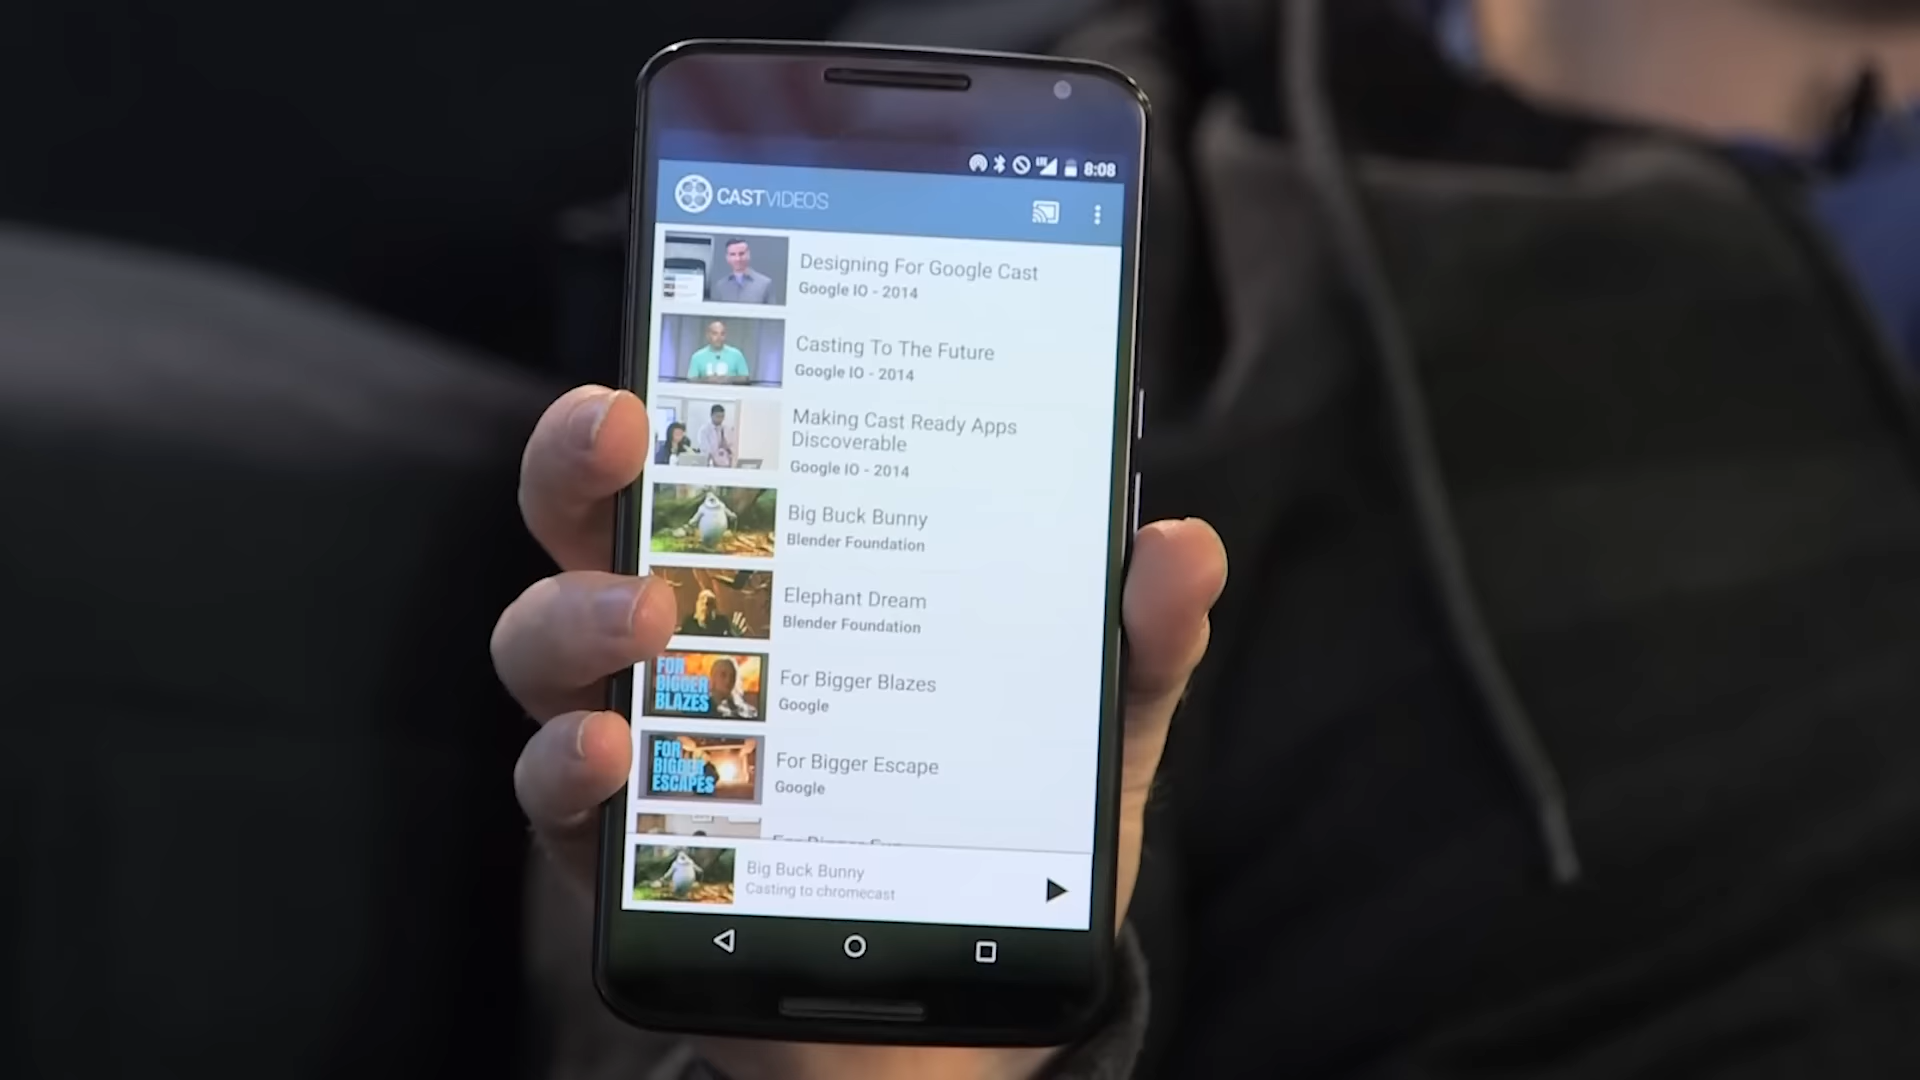 LTE 8:08
CASTVIDEOS
Designing For Google Cast
Google IO - 2014
Casting To The Future
Google IO - 2014
Making Cast Ready Apps
Discoverable
Google IO - 2014
Big Buck Bunny
Blender Foundation
Elephant Dream
Blender Foundation
FOR
BIGGER
BLAZES
For Bigger Blazes
Google
FOR
BIGGER
ESCAPES
For Bigger Escape
Google
Big Buck Bunny
Casting to chromecast